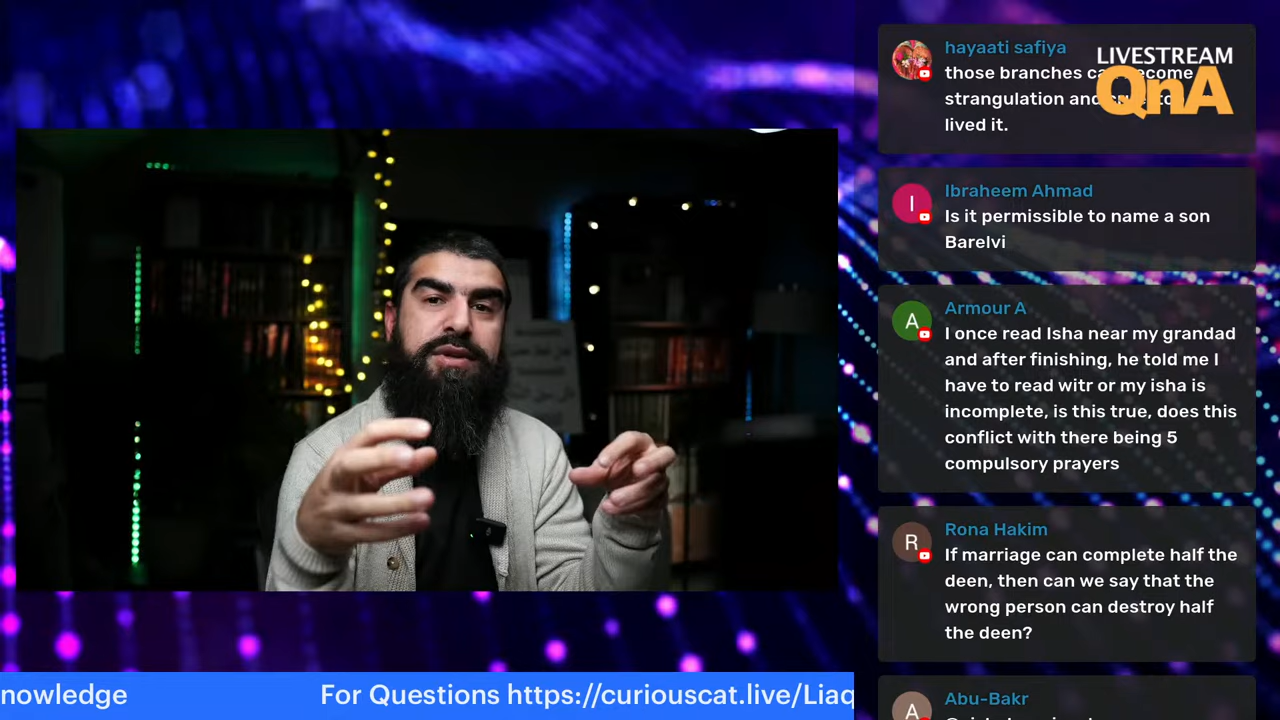 hayaati safiya
those branches
strangulation and
lived it.
LIVESTREAM
QnA
Ibraheem Ahmad
Is it permissible to name a son
Barelvi
Armour A
I once read Isha near my grandad
and after finishing, he told me I
have to read witr or my isha is
incomplete, is this true, does this
conflict with there being 5
compulsory prayers
Rona Hakim
If marriage can complete half the
deen, then can we say that the
wrong person can destroy half
the deen?
Abu-Bakr
nowledge
For Questions https://curiouscat.live/Liaq
I
A
R
A